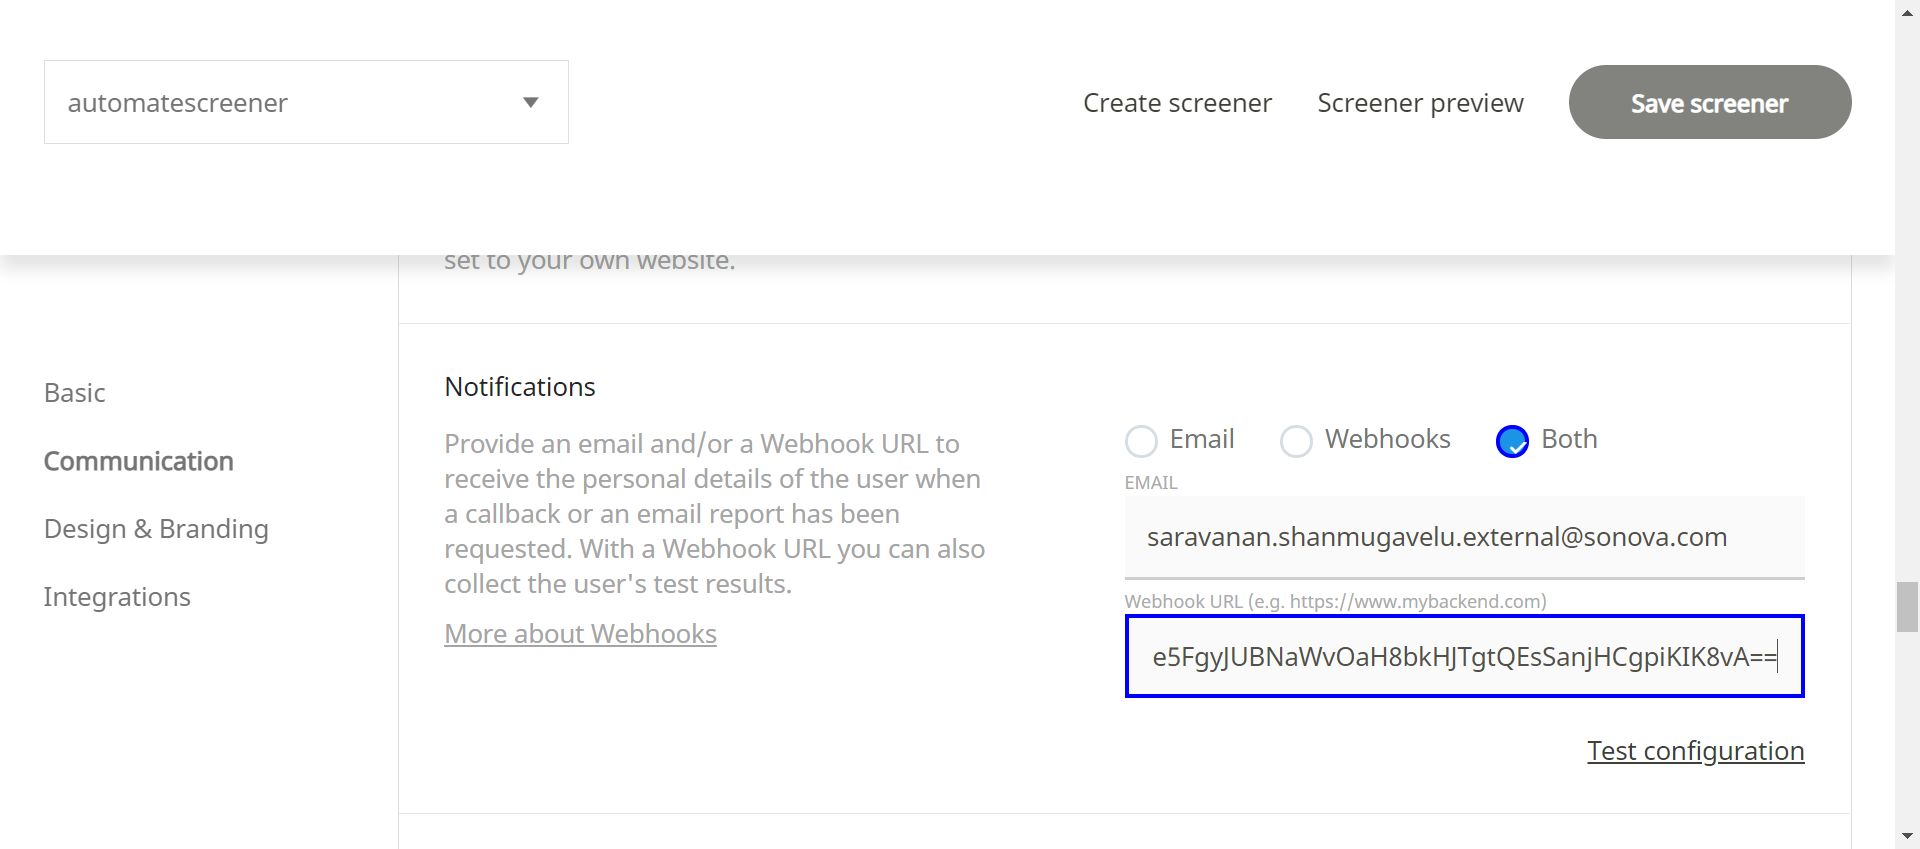 automatescreener
Create screener
Screener preview
Save screener
set to your own website.
Basic
Communication
Design & Branding
Integrations
Notifications
Provide an email and/or a Webhook URL to
receive the personal details of the user when
a callback or an email report has been
requested. With a Webhook URL you can also
collect the user's test results.
More about Webhooks
Email
Webhooks
Both
EMAIL
saravanan.shanmugavelu.external@sonova.com
Webhook URL (e.g. https://www.mybackend.com)
e5FgyJUBNaWvOaH8bkHJTgtQEsSanjHCgpiKIK8vA==
Test configuration